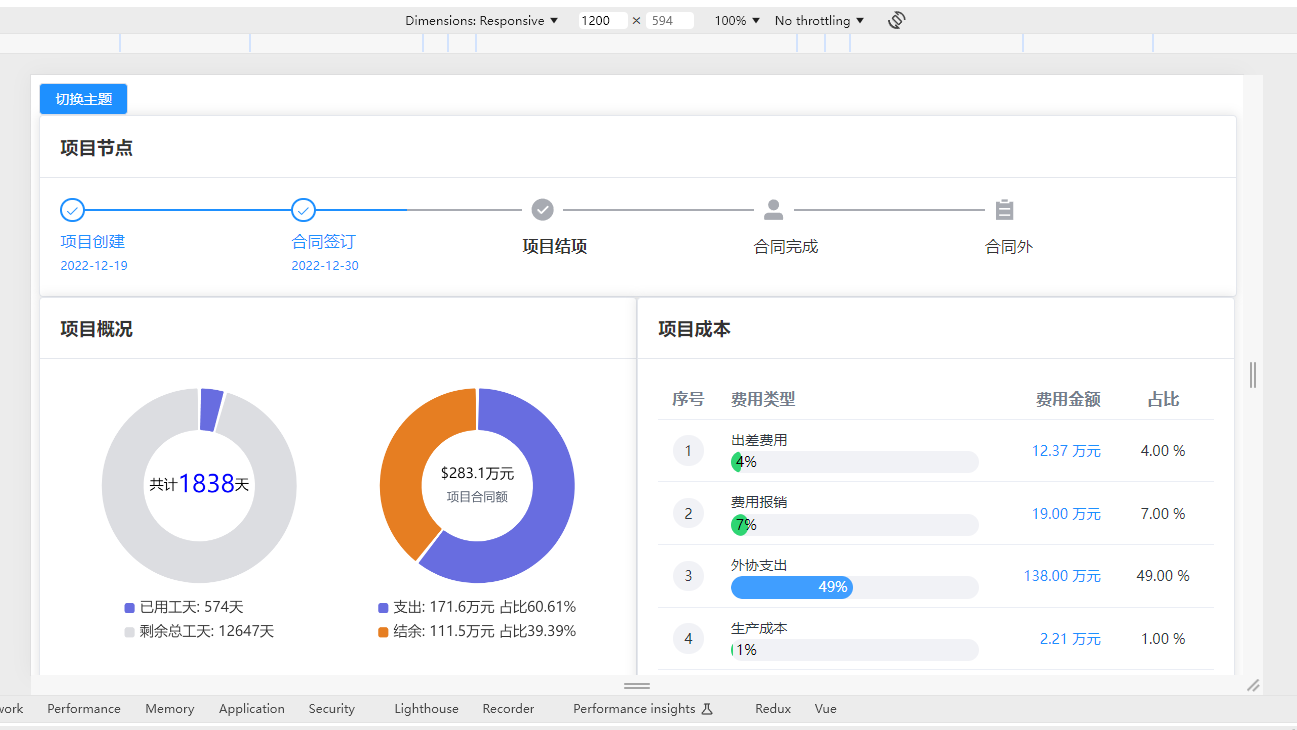 Dimensions: Responsive ▼ 1200 × 594 100% ▼ No throttling ▼
切换主题
项目节点
项目创建 合同签订 项目结项 合同完成 合同外
2022-12-19 2022-12-30
项目概况
共计1838天
$283.1万元
项目合同额
已用工天: 574天
剩余总工天: 12647天
支出: 171.6万元 占比60.61%
结余: 111.5万元 占比39.39%
项目成本
序号 费用类型 费用金额 占比
1 出差费用 4% 12.37 万元 4.00 %
2 费用报销 7% 19.00 万元 7.00 %
3 外协支出 49% 138.00 万元 49.00 %
4 生产成本 1% 2.21 万元 1.00 %
work Performance Memory Application Security Lighthouse Recorder Performance insights Redux Vue